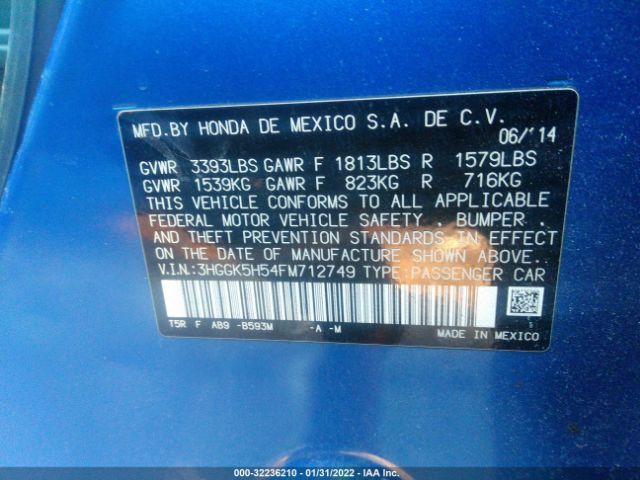 MFD.BY HONDA DE MEXICO S.A. DE C.V.
06/14
GVWR 3393LBS GAWR F 1813LBS R 1579LBS
GVWR 1539KG GAWR F 823KG R 716KG
THIS VEHICLE CONFORMS TO ALL APPLICABLE
FEDERAL MOTOR VEHICLE SAFETY . BUMPER .
AND THEFT PREVENTION STANDARDS IN EFFECT
ON THE DATE OF MANUFACTURE SHOWN ABOVE..
V.I.N.:3HGGK5H54FM712749 TYPE:PASSENGER CAR
T5R F AB9 -B593M -A -M
MADE IN MEXICO
000-32236210 - 01/31/2022 - IAA Inc.